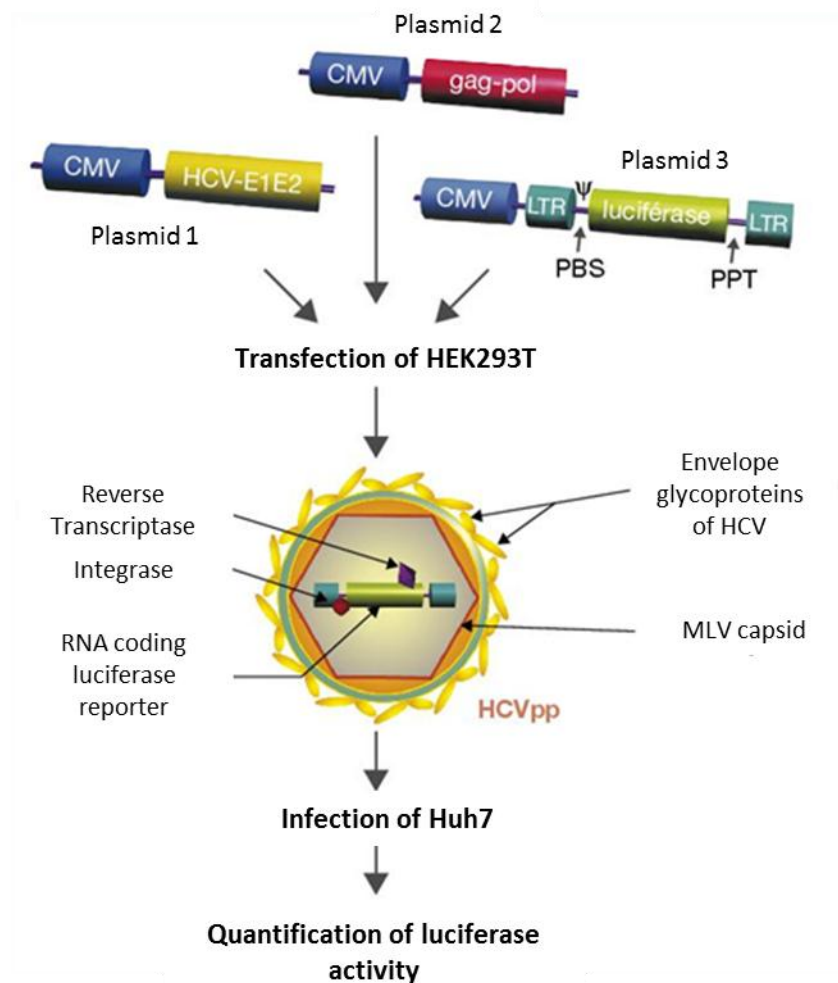 Plasmid 2
CMV
gag-pol
CMV
HCV-E1E2
Plasmid 1
Plasmid 3
CMV
LTR
Ψ
luciférase
LTR
PBS
PPT
Transfection of HEK293T
Reverse
Transcriptase
Integrase
RNA coding
luciferase
reporter
Envelope
glycoproteins
of HCV
MLV capsid
HCVpp
Infection of Huh7
Quantification of luciferase
activity